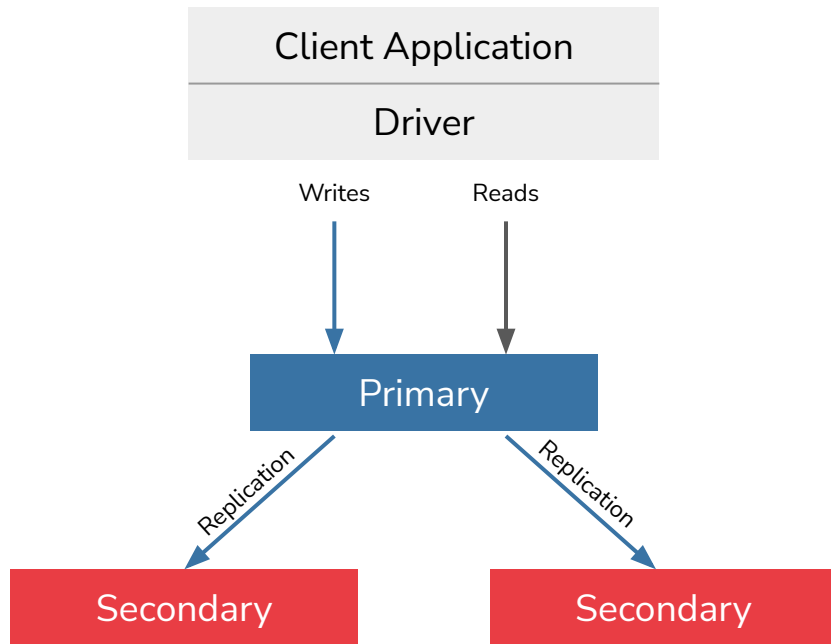 Client Application
Driver
Writes
Reads
Primary
Replication
Replication
Secondary
Secondary